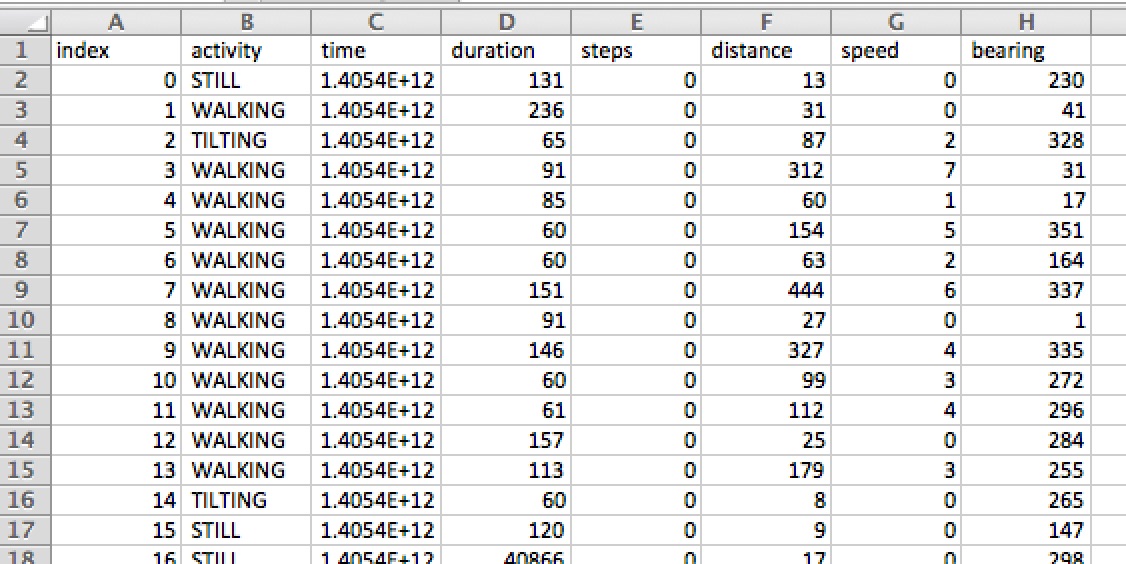 A B C D E F G H
1 index activity time duration steps distance speed bearing
2 0 STILL 1.4054E+12 131 0 13 0 230
3 1 WALKING 1.4054E+12 236 0 31 0 41
4 2 TILTING 1.4054E+12 65 0 87 2 328
5 3 WALKING 1.4054E+12 91 0 312 7 31
6 4 WALKING 1.4054E+12 85 0 60 1 17
7 5 WALKING 1.4054E+12 60 0 154 5 351
8 6 WALKING 1.4054E+12 60 0 63 2 164
9 7 WALKING 1.4054E+12 151 0 444 6 337
10 8 WALKING 1.4054E+12 91 0 27 0 1
11 9 WALKING 1.4054E+12 146 0 327 4 335
12 10 WALKING 1.4054E+12 60 0 99 3 272
13 11 WALKING 1.4054E+12 61 0 112 4 296
14 12 WALKING 1.4054E+12 157 0 25 0 284
15 13 WALKING 1.4054E+12 113 0 179 3 255
16 14 TILTING 1.4054E+12 60 0 8 0 265
17 15 STILL 1.4054E+12 120 0 9 0 147
18 16 STILL 1.4054E+12 40866 0 17 0 298